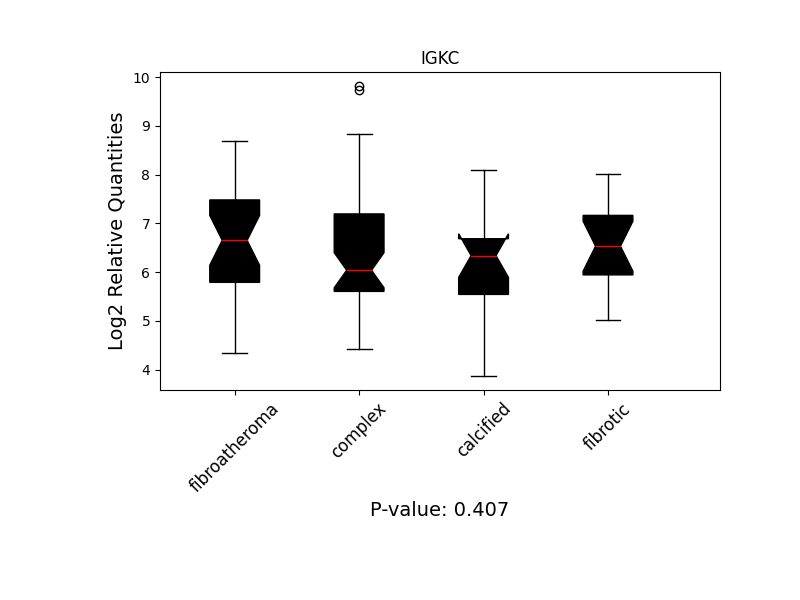 IGKC
Log2 Relative Quantities
10
9
8
7
6
5
4
fibroatheroma
complex
calcified
fibrotic
P-value: 0.407